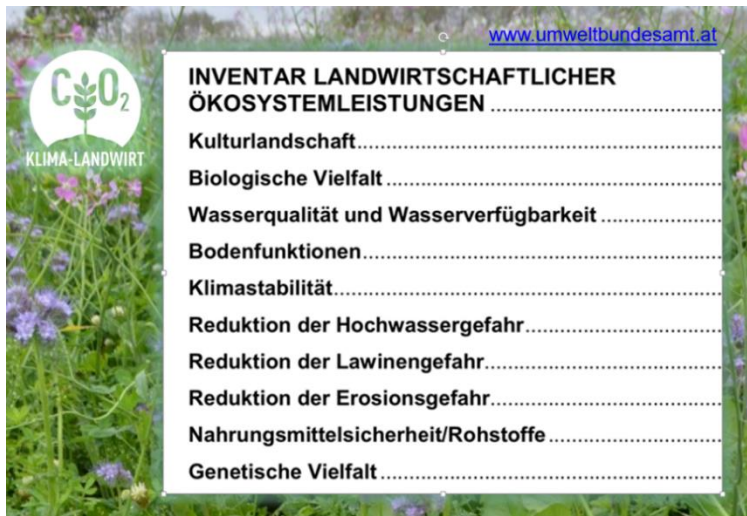 www.umweltbundesamt.at
CO2
KLIMA-LANDWIRT
INVENTAR LANDWIRTSCHAFTLICHER
ÖKOSYSTEMLEISTUNGEN
Kulturlandschaft
Biologische Vielfalt
Wasserqualität und Wasserverfügbarkeit
Bodenfunktionen
Klimastabilität
Reduktion der Hochwassergefahr
Reduktion der Lawinengefahr
Reduktion der Erosionsgefahr
Nahrungsmittelsicherheit/Rohstoffe
Genetische Vielfalt